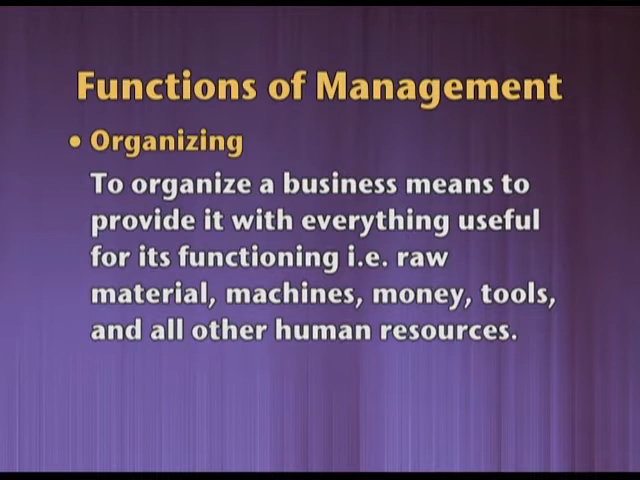 Functions of Management
• Organizing
To organize a business means to
provide it with everything useful
for its functioning i.e. raw
material, machines, money, tools,
and all other human resources.